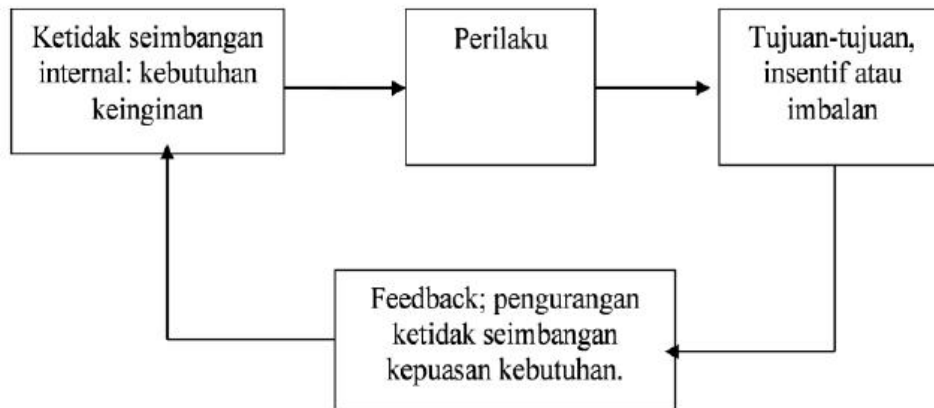 Ketidak seimbangan
internal: kebutuhan
keinginan
Perilaku
Tujuan-tujuan,
insentif atau
imbalan
Feedback; pengurangan
ketidak seimbangan
kepuasan kebutuhan.